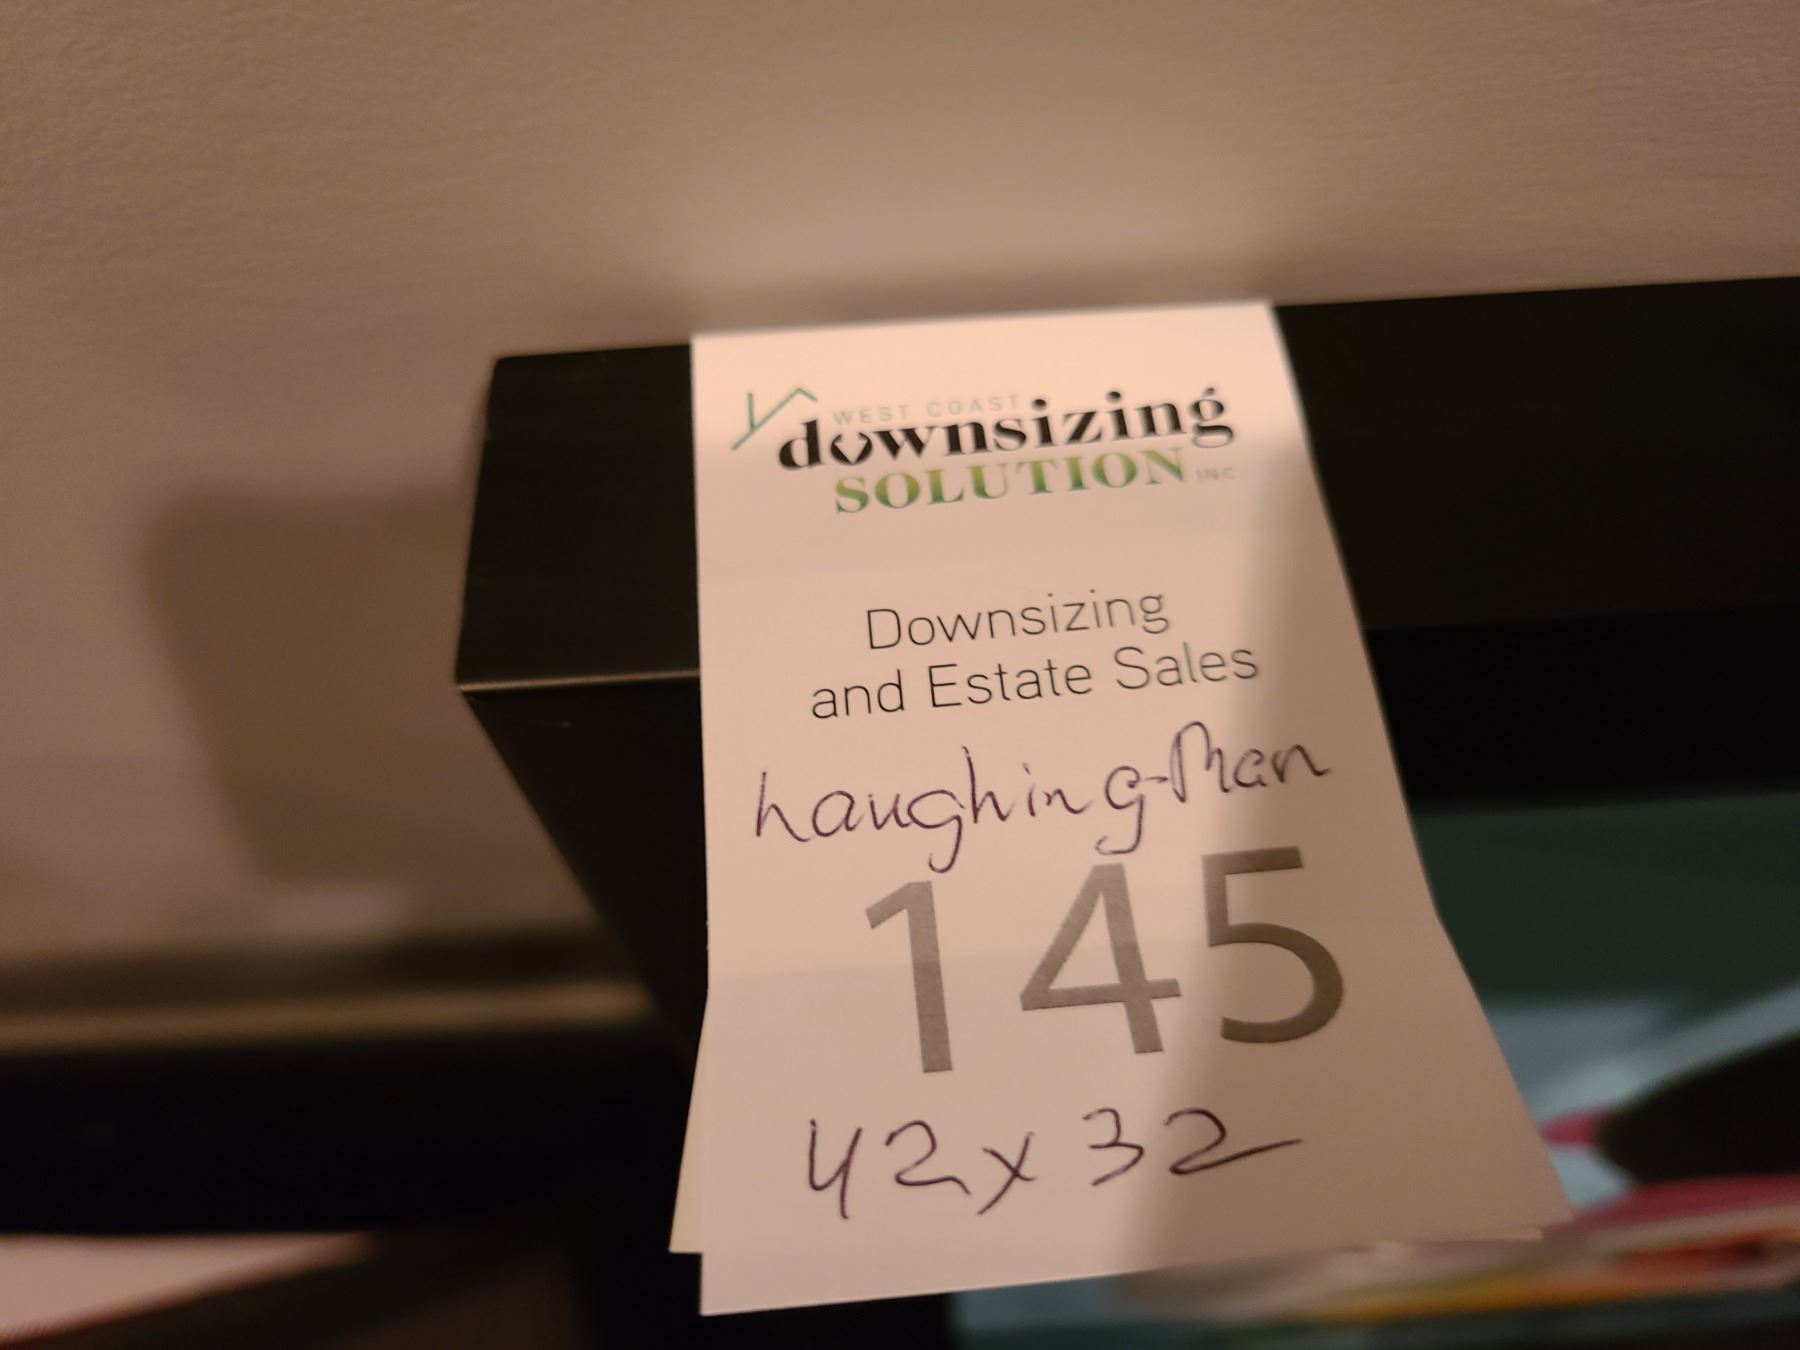 WEST COAST
downsizing
SOLUTION INC
Downsizing
and Estate Sales
Laughing Man
145
42x32